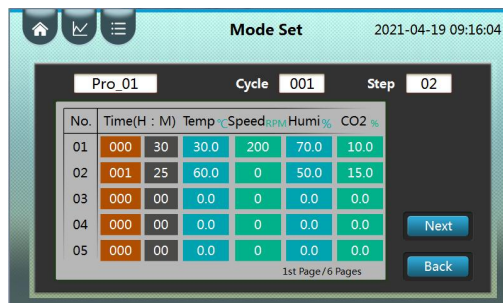 Mode Set 2021-04-19 09:16:04
Pro_01 Cycle 001 Step 02
No. Time(H : M) Temp °C Speed RPM Humi % CO2 %
01 000 30 30.0 200 70.0 10.0
02 001 25 60.0 0 50.0 15.0
03 000 00 0.0 0 0.0 0.0
04 000 00 0.0 0 0.0 0.0
05 000 00 0.0 0 0.0 0.0
Next
1st Page/6 Pages
Back